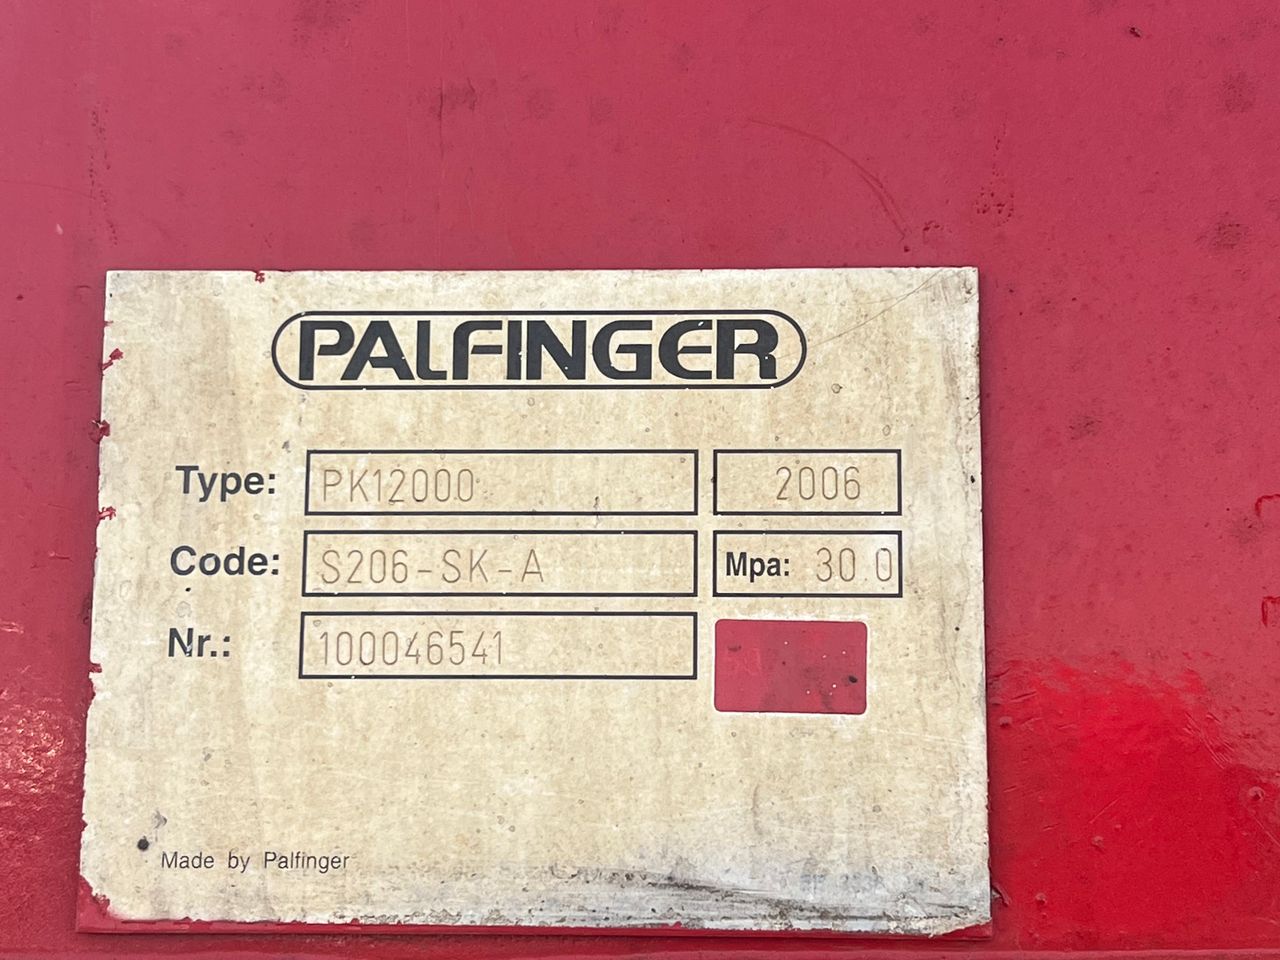 PALFINGER
Type: PK12000 2006
Code: S206-SK-A Mpa: 30.0
Nr.: 100046541
Made by Palfinger